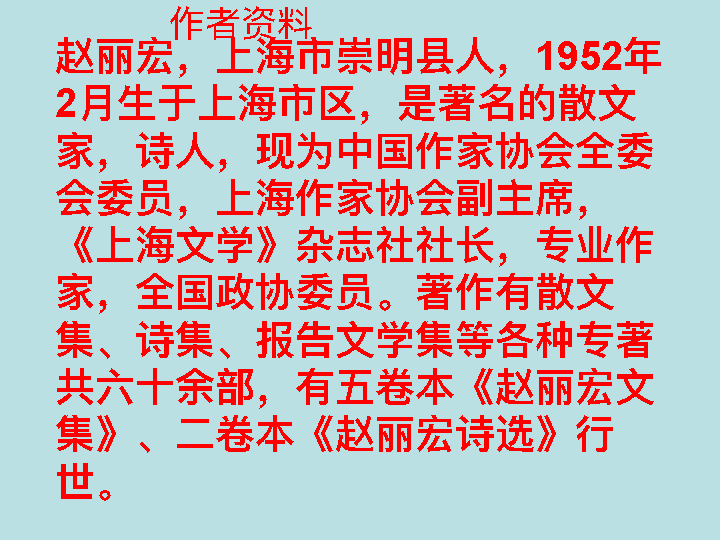 作者资料
赵丽宏，上海市崇明县人，1952年
2月生于上海市区，是著名的散文
家，诗人，现为中国作家协会全委
会委员，上海作家协会副主席，
《上海文学》杂志社社长，专业作
家，全国政协委员。著作有散文
集、诗集、报告文学集等各种专著
共六十余部，有五卷本《赵丽宏文
集》、二卷本《赵丽宏诗选》行
世。